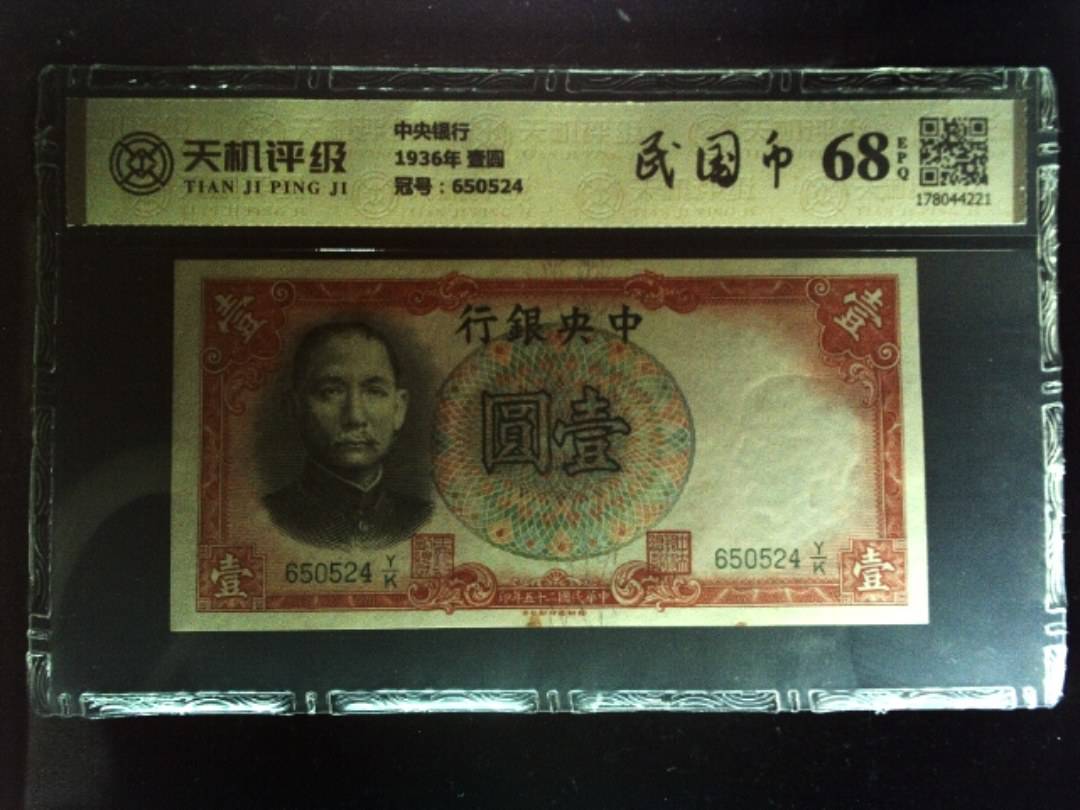 天机评级
TIAN JI PING JI
中央银行
1936年 壹圆
冠号：650524
民国币
68
EPQ
178044221
壹
壹
行銀央中
圓壹
650524 Y/K
650524 Y/K
壹
壹
印年五十二國民華中